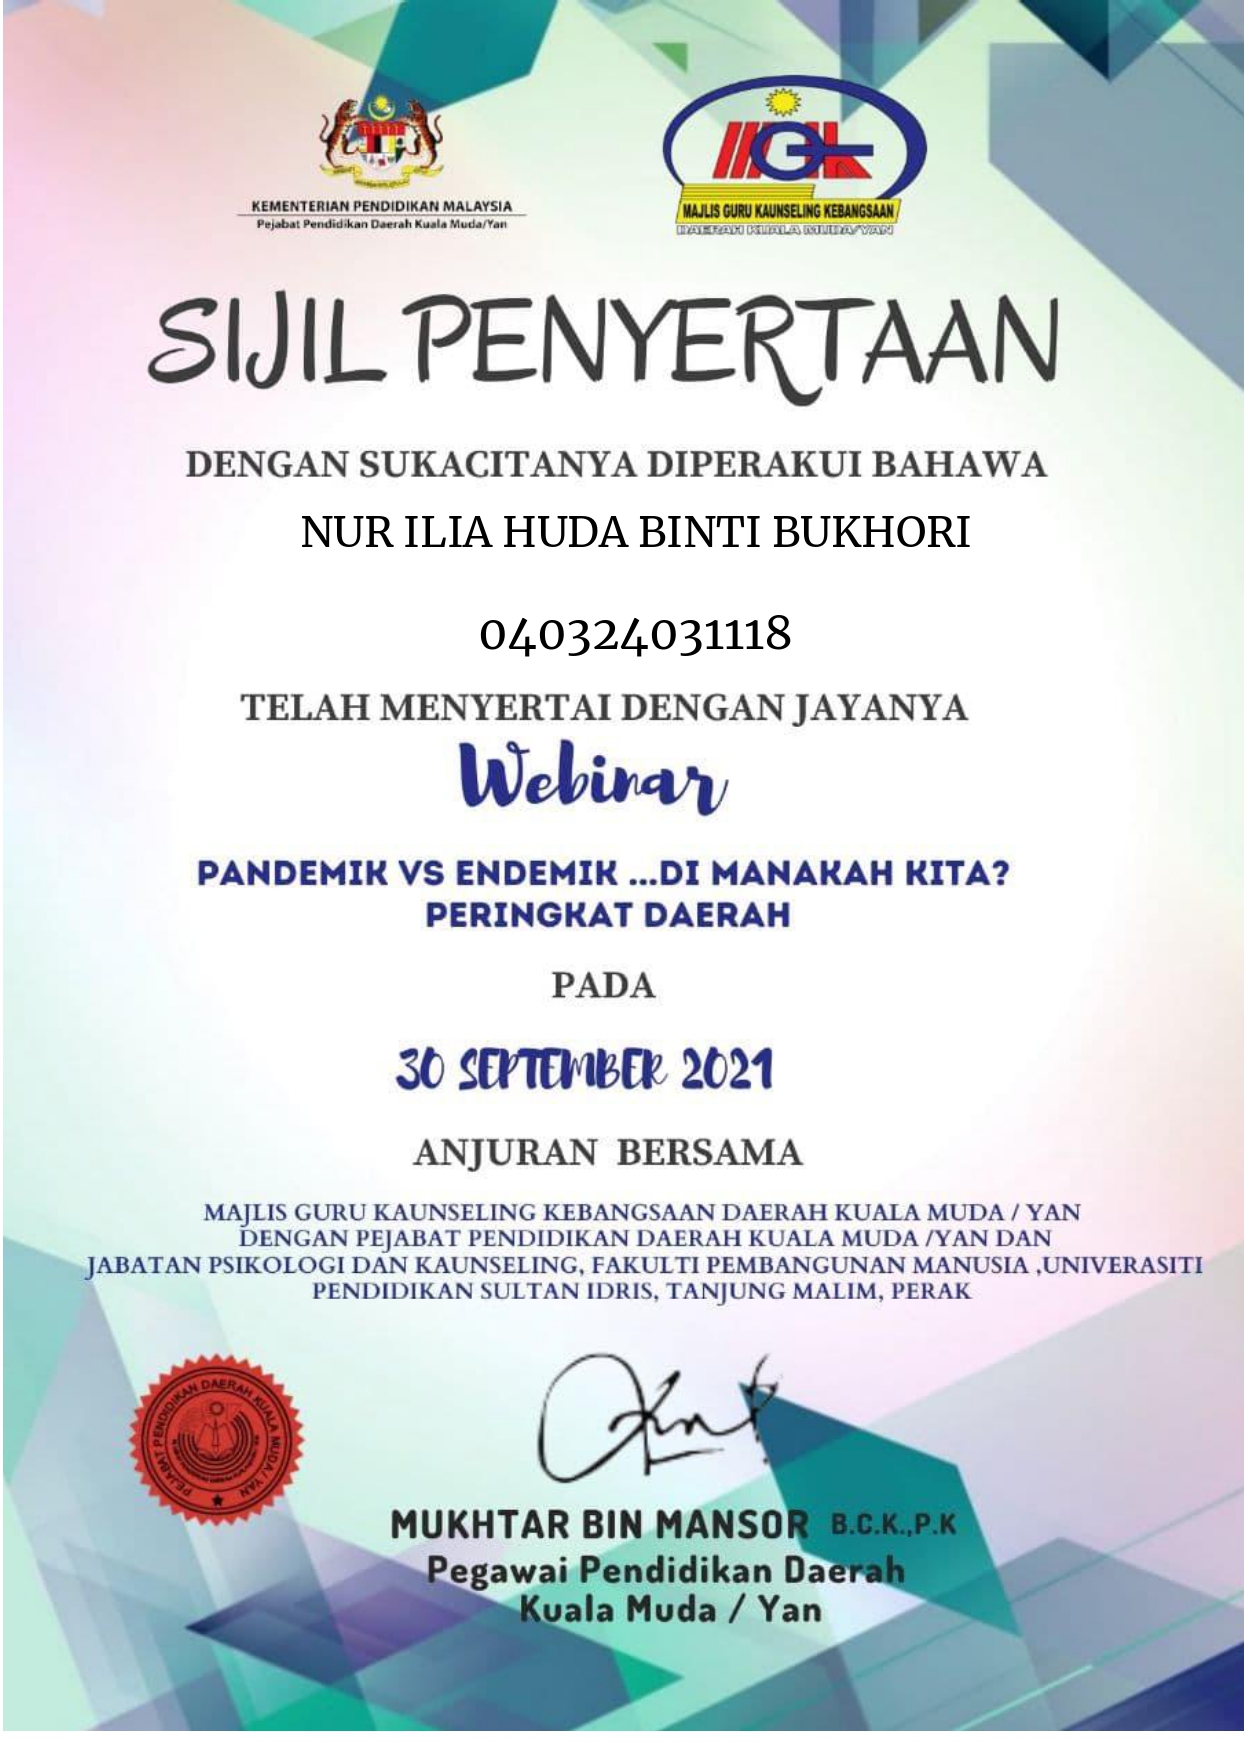 KEMENTERIAN PENDIDIKAN MALAYSIA
Pejabat Pendidikan Daerah Kuala Muda/Yan
MGKK
MAJLIS GURU KAUNSELING KEBANGSAAN
DAERAH KUALA MUDA/YAN
SIJIL PENYERTAAN
DENGAN SUKACITANYA DIPERAKUI BAHAWA
NUR ILIA HUDA BINTI BUKHORI
040324031118
TELAH MENYERTAI DENGAN JAYANYA
Webinar
PANDEMIK VS ENDEMIK ...DI MANAKAH KITA?
PERINGKAT DAERAH
PADA
30 SEPTEMBER 2021
ANJURAN BERSAMA
MAJLIS GURU KAUNSELING KEBANGSAAN DAERAH KUALA MUDA / YAN
DENGAN PEJABAT PENDIDIKAN DAERAH KUALA MUDA /YAN DAN
JABATAN PSIKOLOGI DAN KAUNSELING, FAKULTI PEMBANGUNAN MANUSIA ,UNIVERASITI
PENDIDIKAN SULTAN IDRIS, TANJUNG MALIM, PERAK
PEJABAT PENDIDIKAN DAERAH KUALA MUDA / YAN
MUKHTAR BIN MANSOR B.C.K.,P.K
Pegawai Pendidikan Daerah
Kuala Muda / Yan